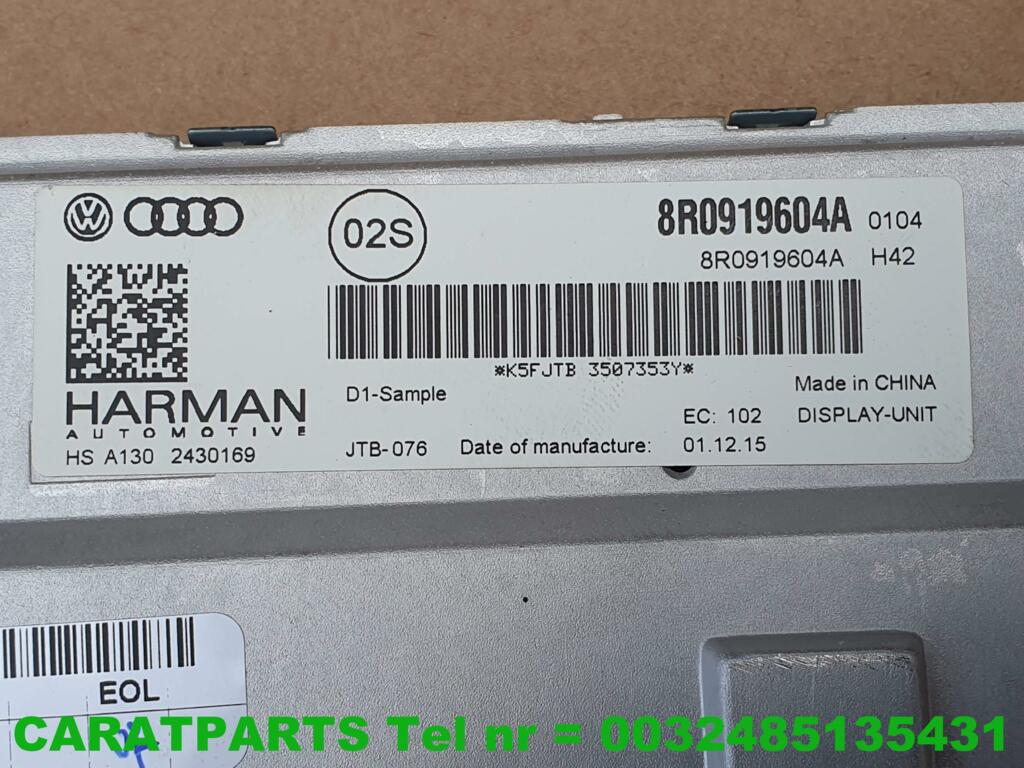 02S
8R0919604A 0104
8R0919604A H42
*K5FJTB 3507353Y*
HARMAN
AUTOMOTIVE
HS A130 2430169
D1-Sample
Made in CHINA
EC: 102 DISPLAY-UNIT
JTB-076 Date of manufacture: 01.12.15
EOL
CARATPARTS Tel nr = 0032485135431